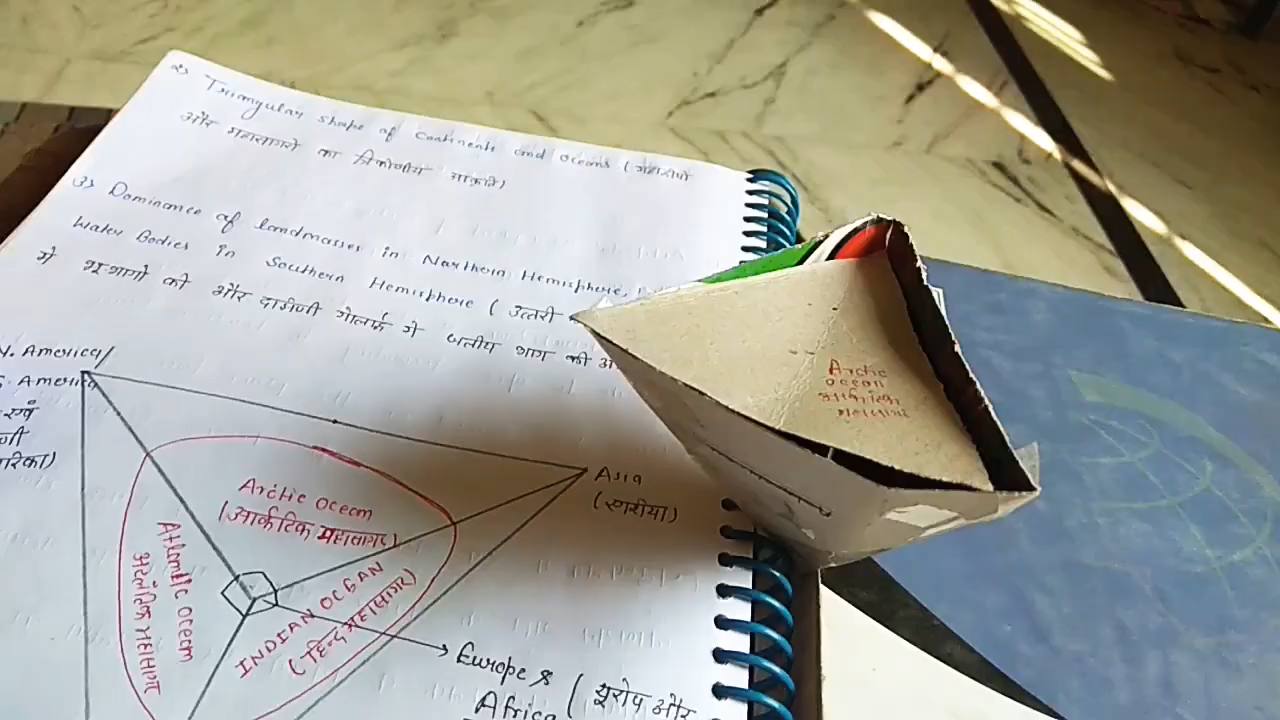 2) Triangular shape of continents and oceans (महाद्वीपों
और महासागरों का त्रिकोणीय आकृति)
3) Dominance of landmasses in Northern Hemisphere,
Water Bodies in Southern Hemisphere (उत्तरी
में भू-भागों की और दक्षिणी गोलार्द्ध में जलीय भाग की
N. America/
S. America
Asia
(एशीया)
Arctic ocean
(आर्कटिक महासागर)
Atlantic ocean
अटलांटिक महासागर
INDIAN OCEAN
(हिन्द महासागर)
Europe &
Africa (यूरोप और
Arctic
ocean
आर्कटिक
महासागर